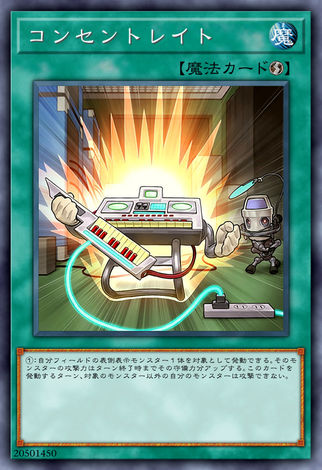 コンセントレイト
魔
【魔法カード】
①：自分フィールドの表側表示モンスター１体を対象として発動できる。そのモ
ンスターの攻撃力はターン終了時までその守備力分アップする。このカードを
発動するターン、対象のモンスター以外の自分のモンスターは攻撃できない。
20501450